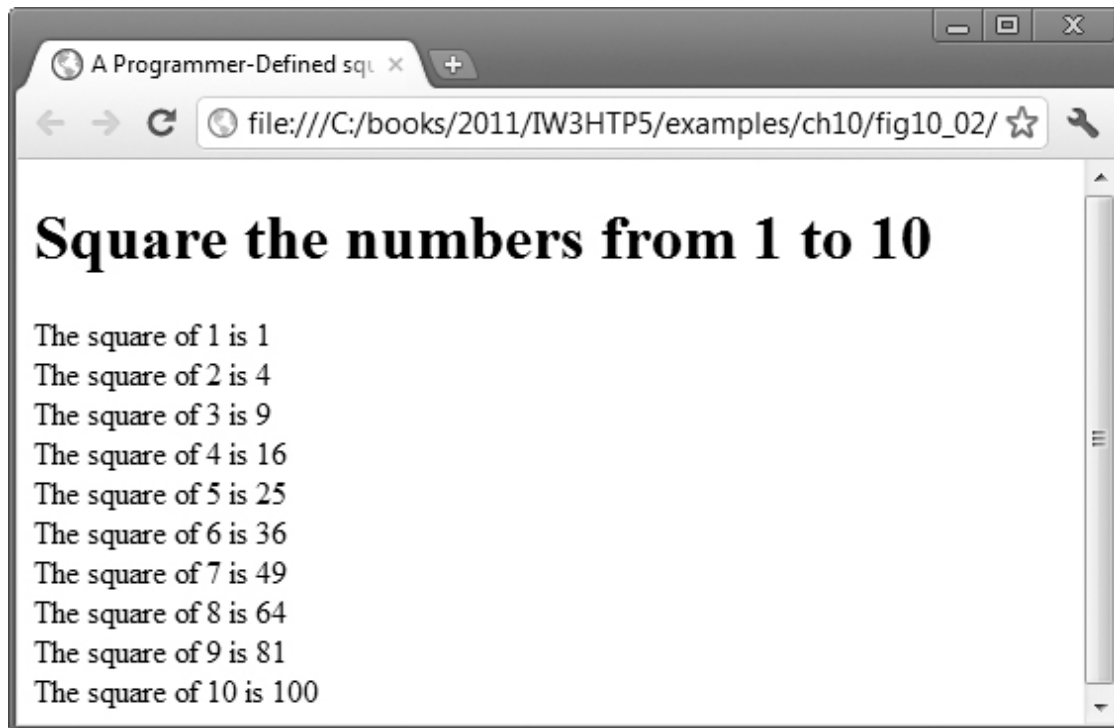 A Programmer-Defined squ
file:///C:/books/2011/IW3HTP5/examples/ch10/fig10_02/
Square the numbers from 1 to 10
The square of 1 is 1
The square of 2 is 4
The square of 3 is 9
The square of 4 is 16
The square of 5 is 25
The square of 6 is 36
The square of 7 is 49
The square of 8 is 64
The square of 9 is 81
The square of 10 is 100